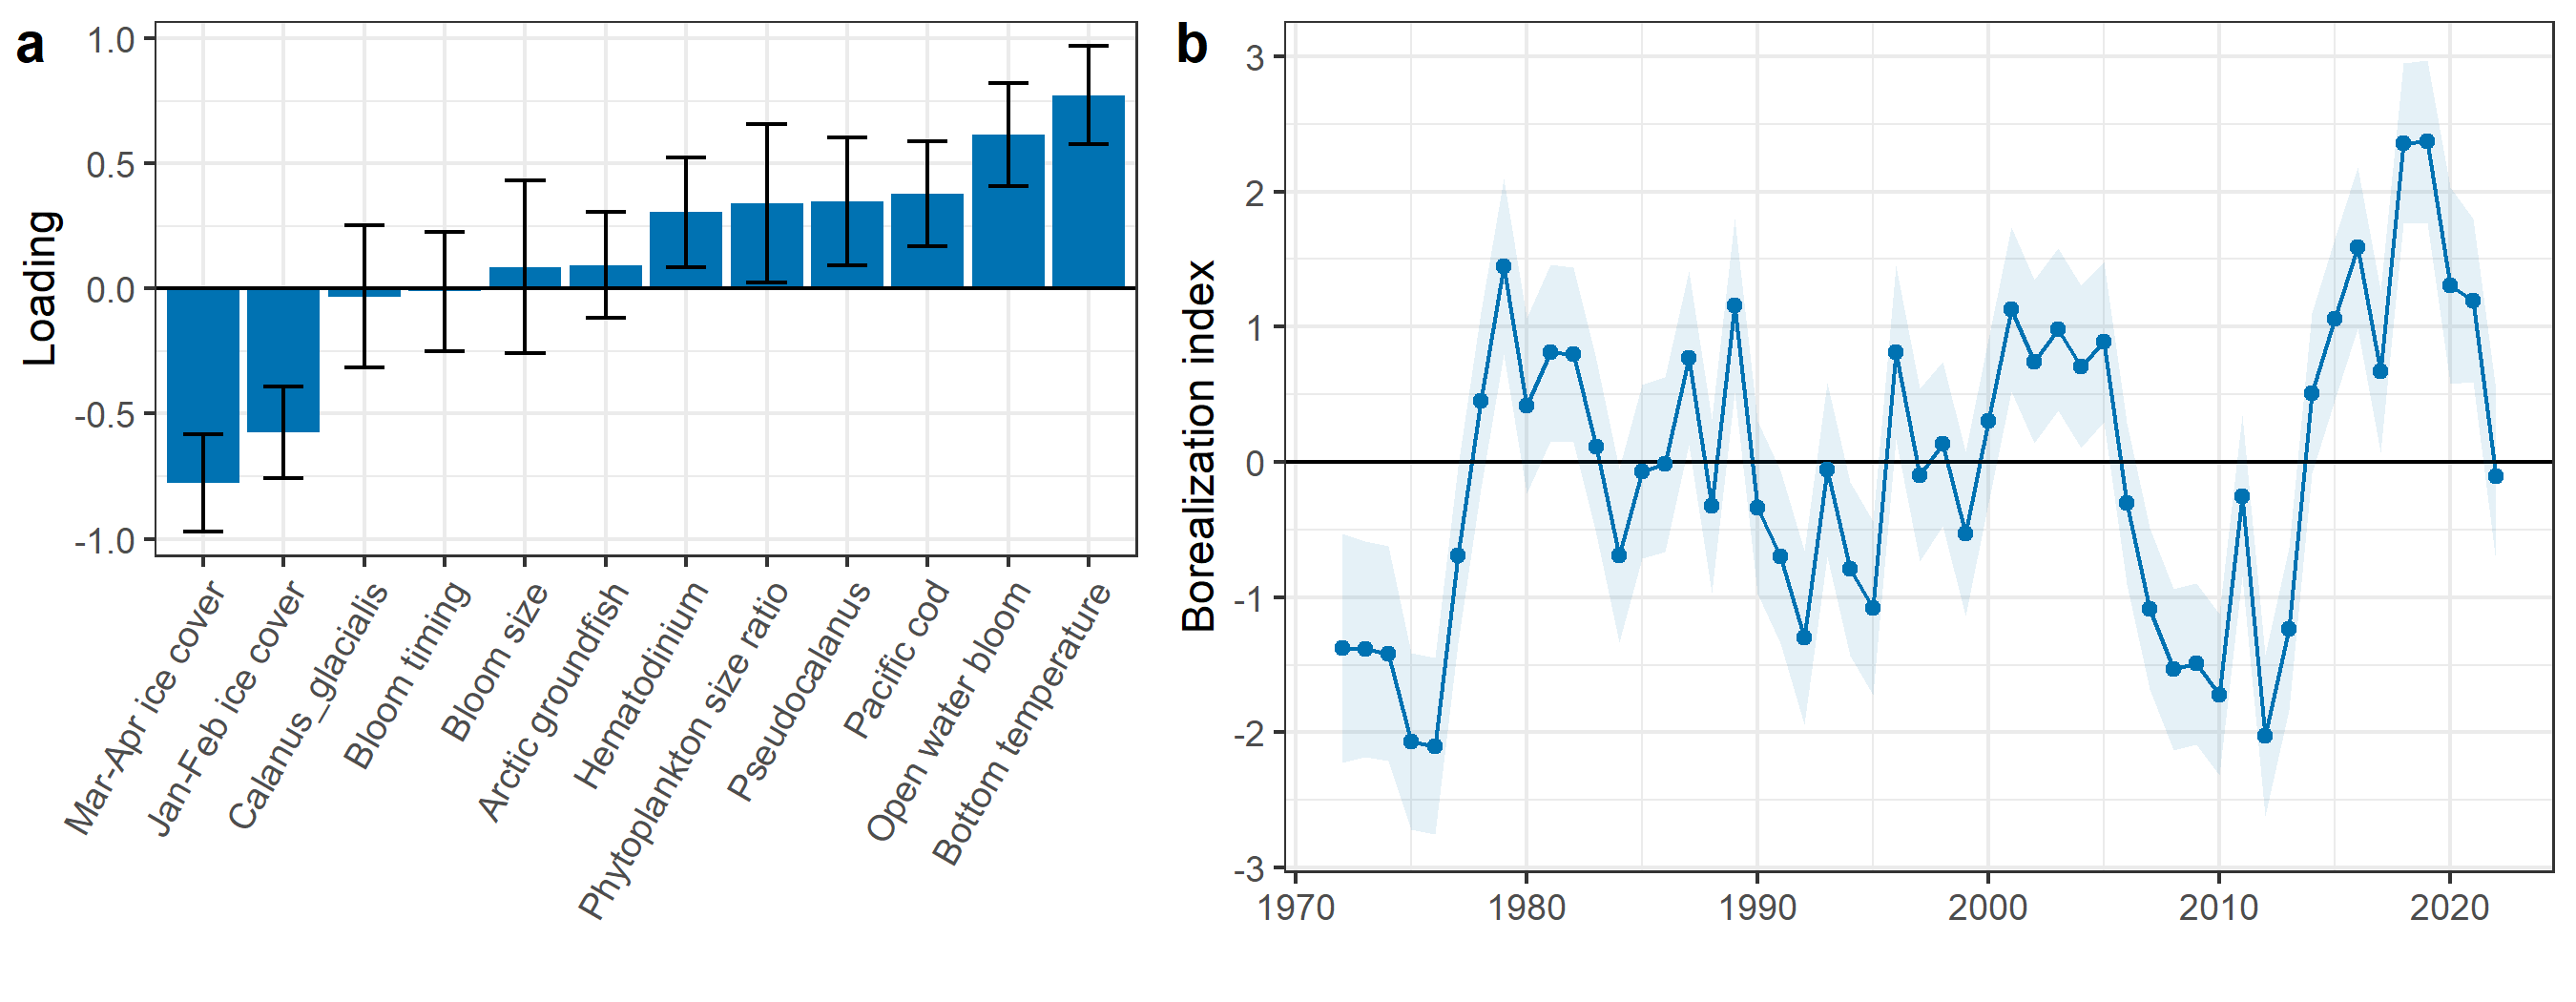 a
Loading
1.0
0.5
0.0
-0.5
-1.0
Mar-Apr ice cover
Jan-Feb ice cover
Calanus_glacialis
Bloom timing
Bloom size
Arctic groundfish
Hematodinium
Phytoplankton size ratio
Pseudocalanus
Pacific cod
Open water bloom
Bottom temperature
b
Borealization index
3
2
1
0
-1
-2
-3
1970
1980
1990
2000
2010
2020